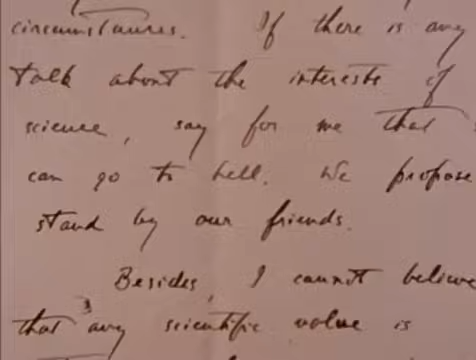 circumstances. If there is any
talk about the interests of
science, say for me that
can go to hell. We propose
stand by our friends.
Besides, I cannot believe
that any scientific value is